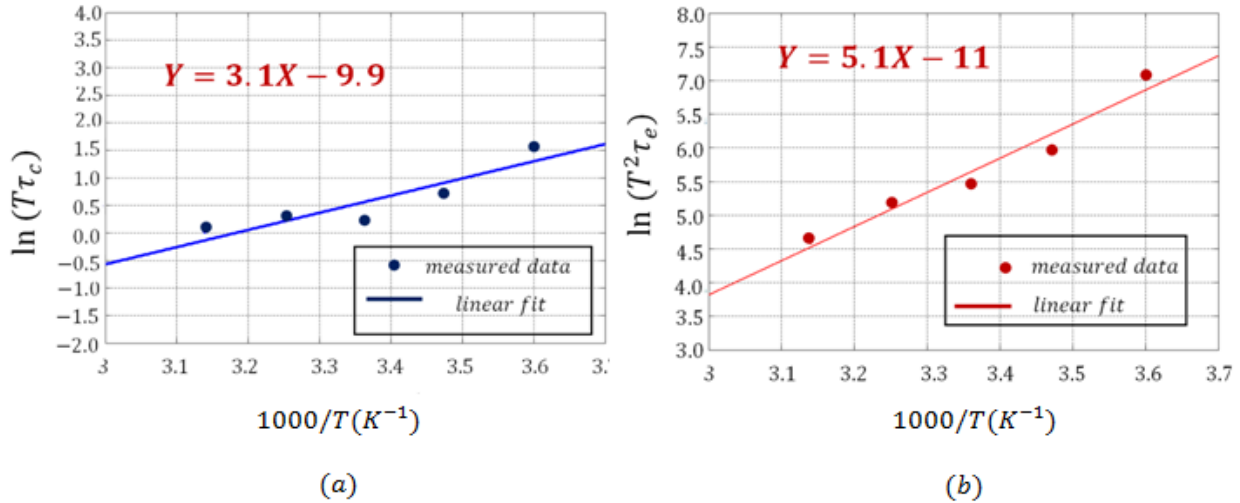 Y = 3.1X − 9.9
ln (Tτ_c)
4.0
3.5
3.0
2.5
2.0
1.5
1.0
0.5
0.0
−0.5
−1.0
−1.5
−2.0
measured data
linear fit
3 3.1 3.2 3.3 3.4 3.5 3.6 3.
1000/T(K⁻¹)
(a)
Y = 5.1X − 11
ln (T²τ_e)
8.0
7.5
7.0
6.5
6.0
5.5
5.0
4.5
4.0
3.5
3.0
measured data
linear fit
3 3.1 3.2 3.3 3.4 3.5 3.6 3.7
1000/T(K⁻¹)
(b)